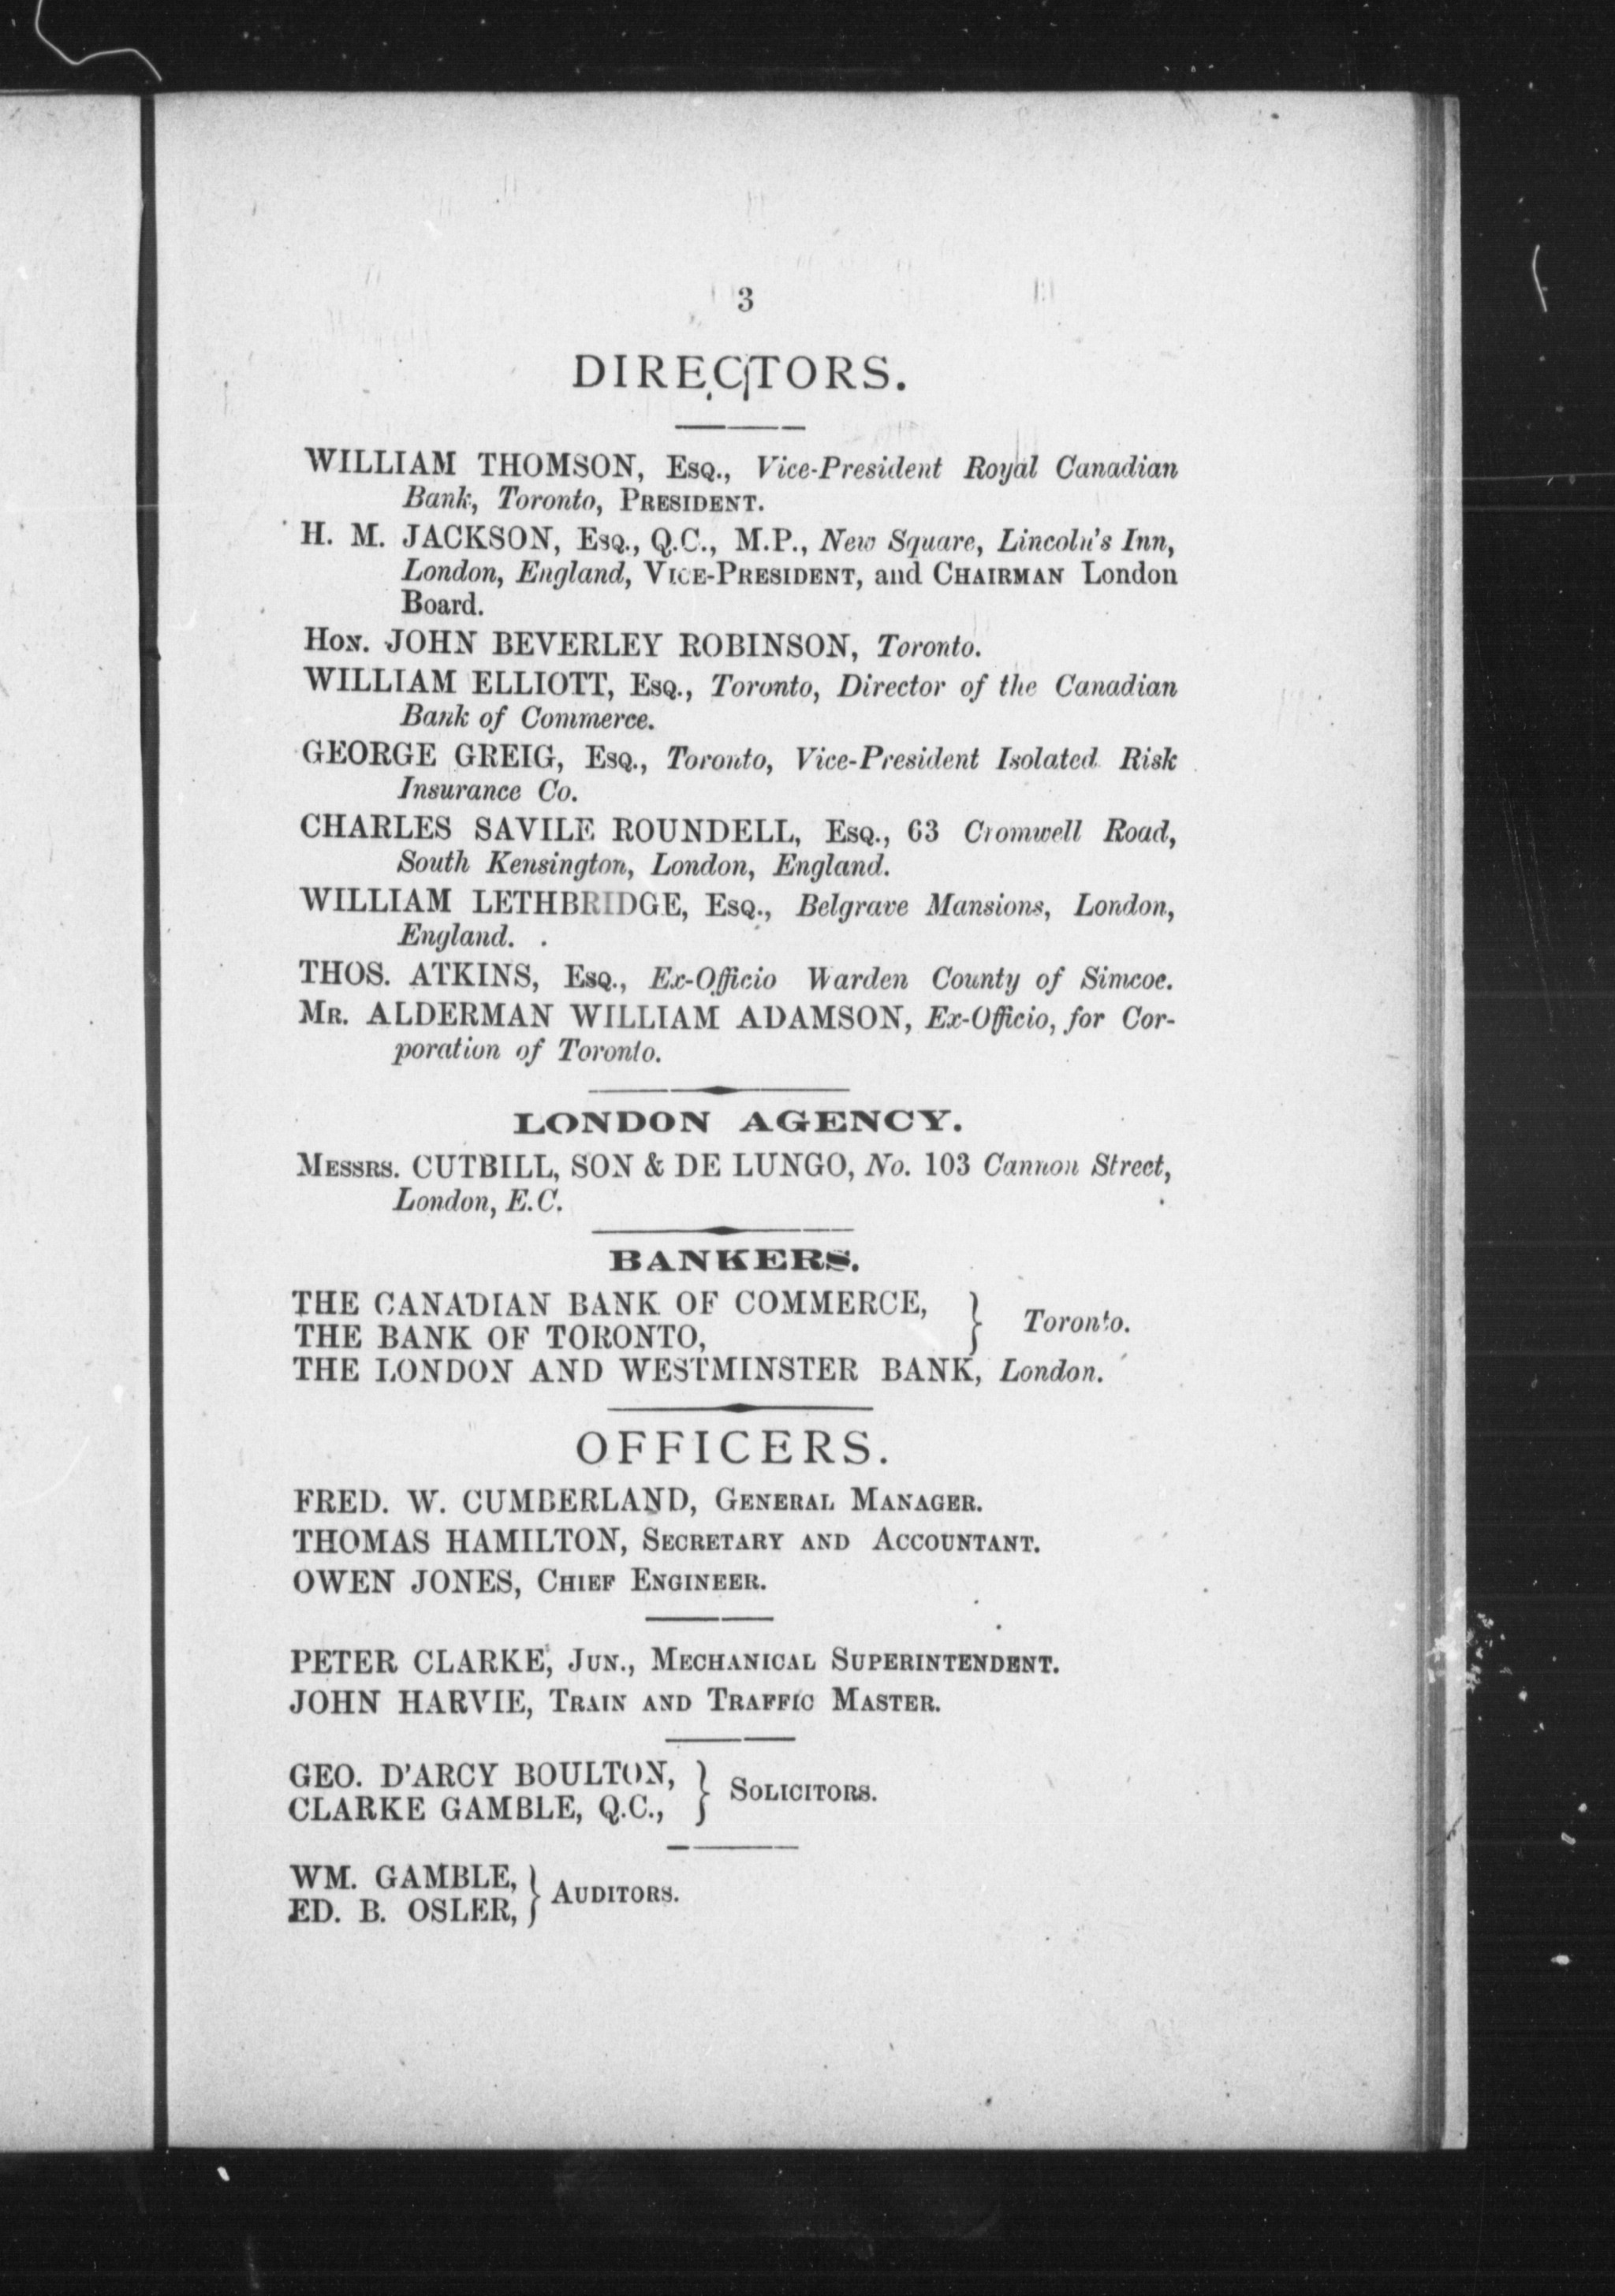 3
DIRECTORS.
WILLIAM THOMSON, Esq., Vice-President Royal Canadian
Bank, Toronto, President.
H. M. JACKSON, Esq., Q.C., M.P., New Square, Lincoln's Inn,
London, England, Vice-President, and Chairman London
Board.
Hon. JOHN BEVERLEY ROBINSON, Toronto.
WILLIAM ELLIOTT, Esq., Toronto, Director of the Canadian
Bank of Commerce.
GEORGE GREIG, Esq., Toronto, Vice-President Isolated Risk
Insurance Co.
CHARLES SAVILE ROUNDELL, Esq., 63 Cromwell Road,
South Kensington, London, England.
WILLIAM LETHBRIDGE, Esq., Belgrave Mansions, London,
England.
THOS. ATKINS, Esq., Ex-Officio Warden County of Simcoe.
Mr. ALDERMAN WILLIAM ADAMSON, Ex-Officio, for Cor-
poration of Toronto.
LONDON AGENCY.
Messrs. CUTBILL, SON & DE LUNGO, No. 103 Cannon Street,
London, E.C.
BANKERS.
THE CANADIAN BANK OF COMMERCE,
THE BANK OF TORONTO,
} Toronto.
THE LONDON AND WESTMINSTER BANK, London.
OFFICERS.
FRED. W. CUMBERLAND, General Manager.
THOMAS HAMILTON, Secretary and Accountant.
OWEN JONES, Chief Engineer.
PETER CLARKE, Jun., Mechanical Superintendent.
JOHN HARVIE, Train and Traffic Master.
GEO. D'ARCY BOULTON,
CLARKE GAMBLE, Q.C.,
} Solicitors.
WM. GAMBLE,
ED. B. OSLER,
} Auditors.